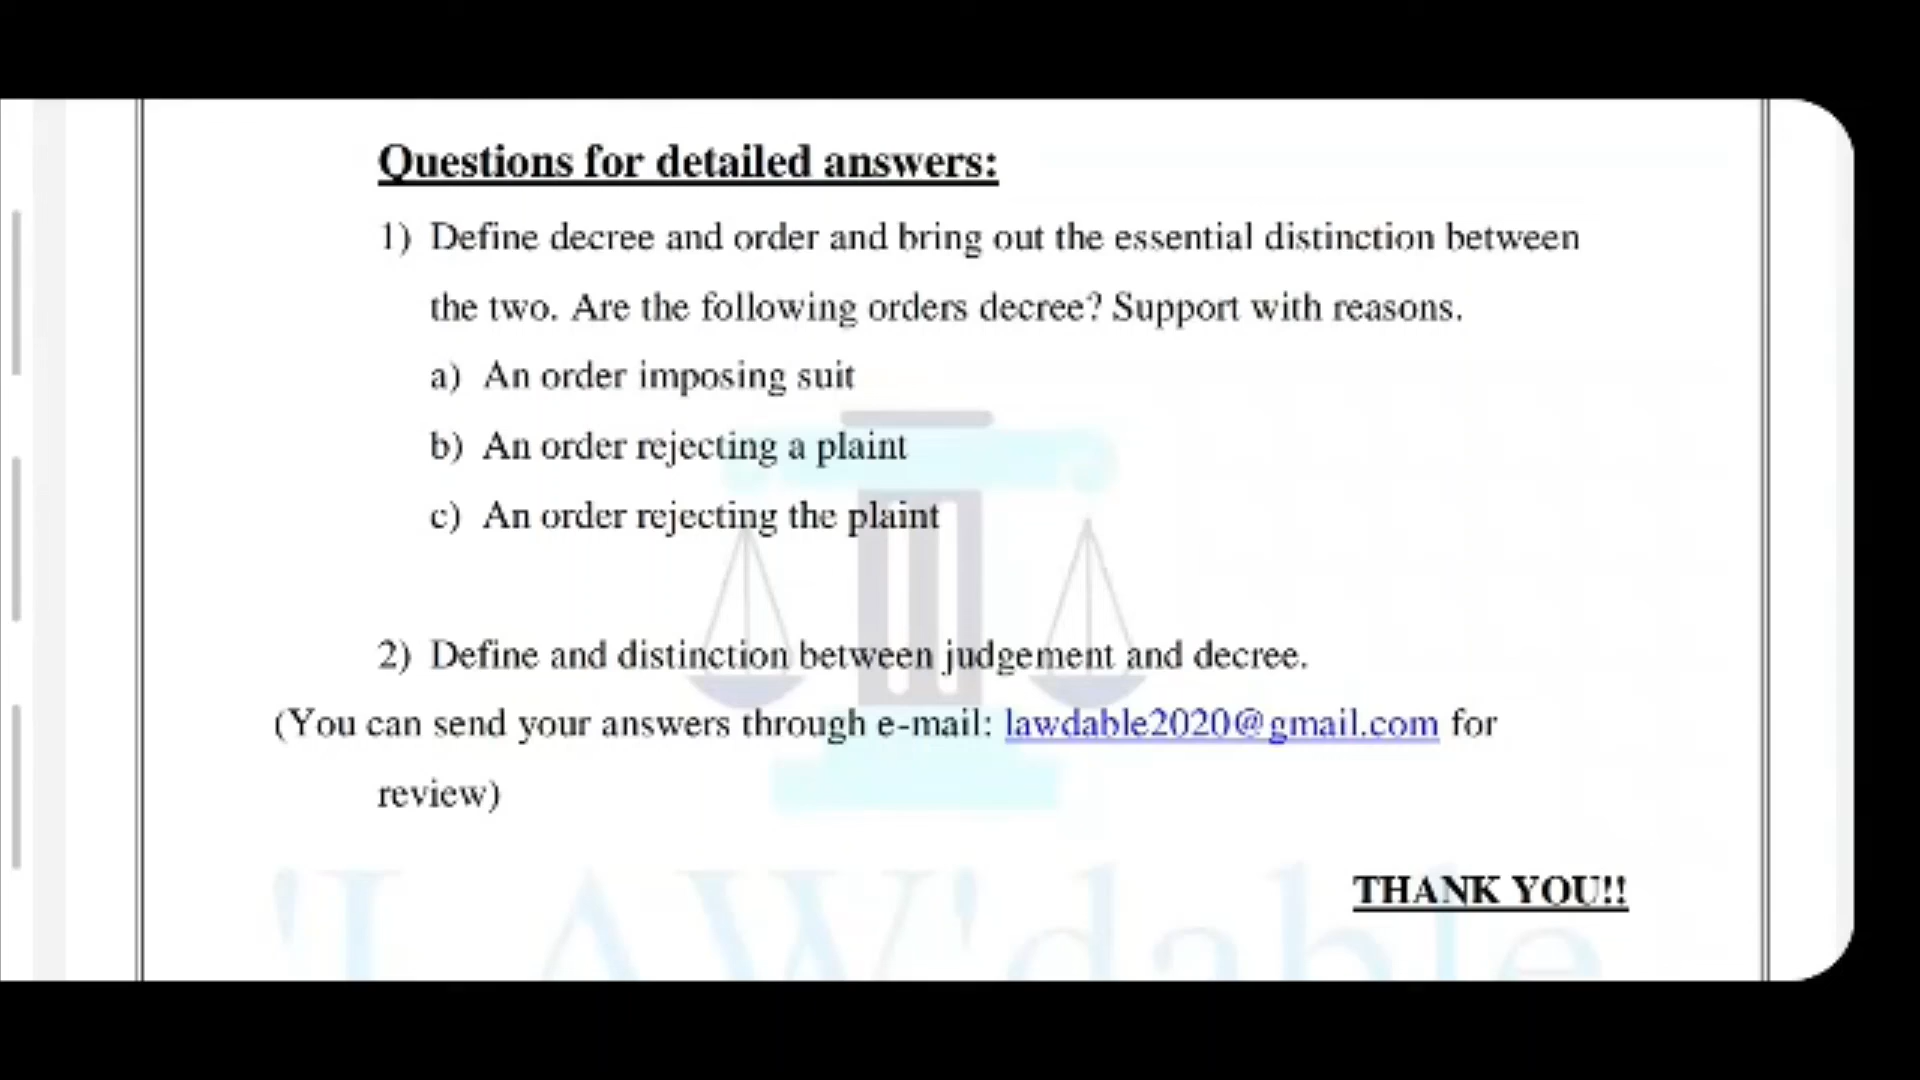 Questions for detailed answers:
1) Define decree and order and bring out the essential distinction between
the two. Are the following orders decree? Support with reasons.
a) An order imposing suit
b) An order rejecting a plaint
c) An order rejecting the plaint
2) Define and distinction between judgement and decree.
(You can send your answers through e-mail: lawdable2020@gmail.com for
review)
THANK YOU!!
'LAW'dable